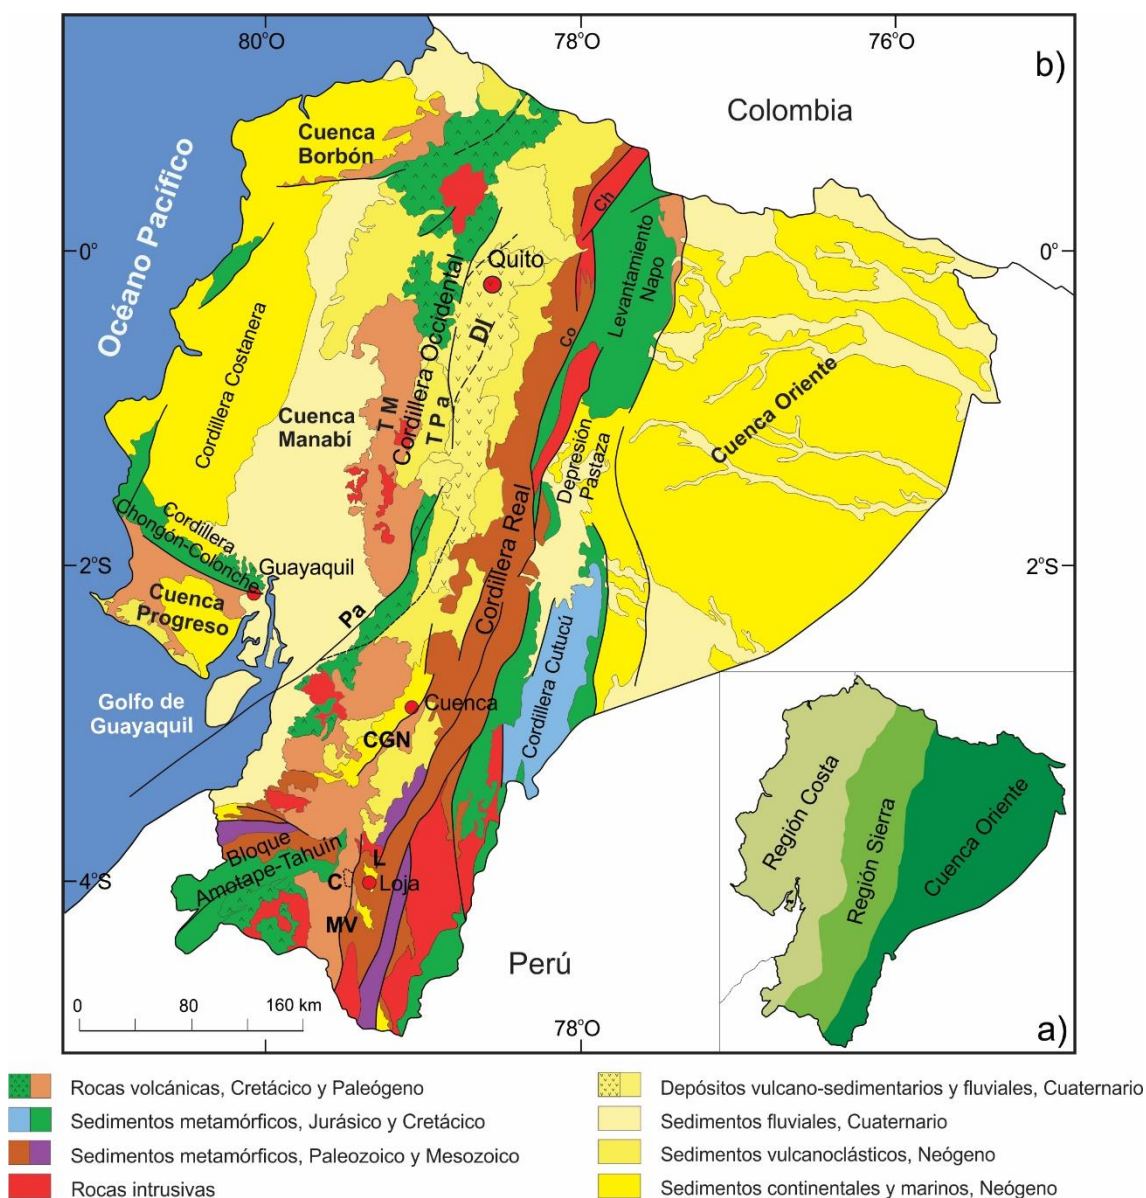 80°O
78°O
76°O
b)
Colombia
Océano Pacífico
Cuenca
Borbón
Ch
Levantamiento
Napo
0°
0°
Quito
Cordillera Occidental
DI
Co
Cordillera Costanera
Cuenca
Manabí
T M
T P a
Cuenca Oriente
Depresión
Pastaza
Cordillera Real
Cordillera
Chongón-Colonche
2°S
2°S
Guayaquil
Cuenca
Progreso
Pa
Cordillera Cutucú
Golfo de
Guayaquil
Cuenca
CGN
Bloque
Amotape-Tahuín
L
4°S
C
Loja
MV
Perú
Región Costa
Región Sierra
Cuenca Oriente
0 80 160 km
78°O
a)
Rocas volcánicas, Cretácico y Paleógeno
Sedimentos metamórficos, Jurásico y Cretácico
Sedimentos metamórficos, Paleozoico y Mesozoico
Rocas intrusivas
Depósitos vulcano-sedimentarios y fluviales, Cuaternario
Sedimentos fluviales, Cuaternario
Sedimentos vulcanoclásticos, Neógeno
Sedimentos continentales y marinos, Neógeno